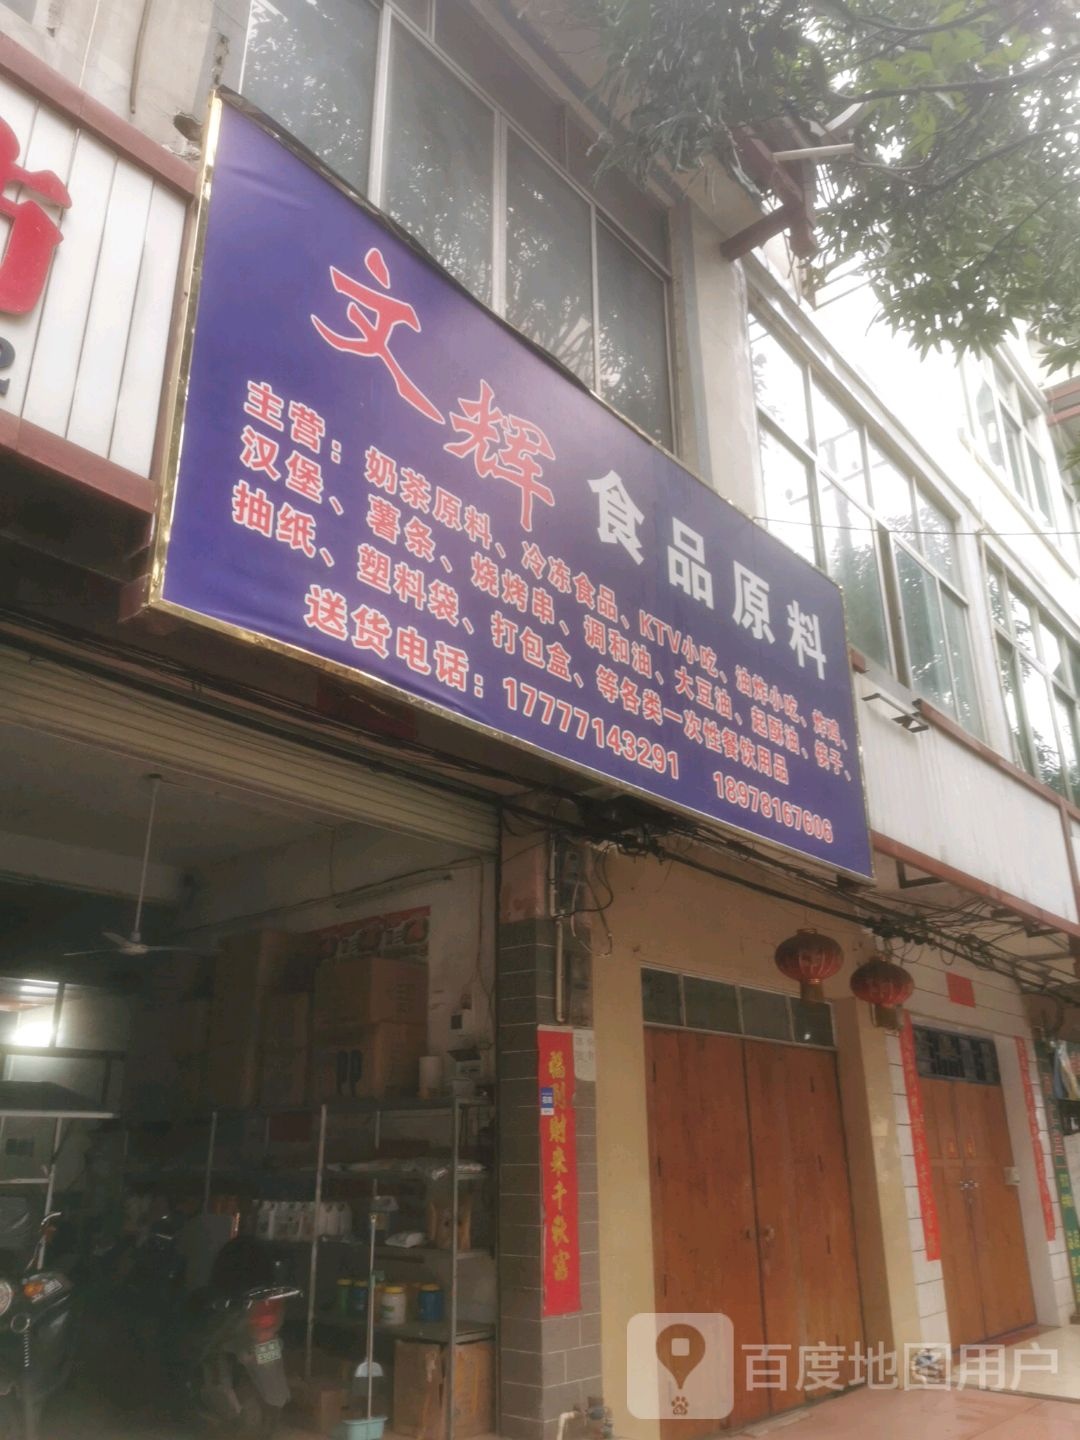 文辉食品原料
主营：奶茶原料、冷冻食品、KTV小吃、油炸小吃、炸鸡、
汉堡、薯条、烧烤串、调和油、大豆油、起酥油、筷子、
抽纸、塑料袋、打包盒、等各类一次性餐饮用品
送货电话：17777143291 18978167606
福到财来千秋富
百度地图用户